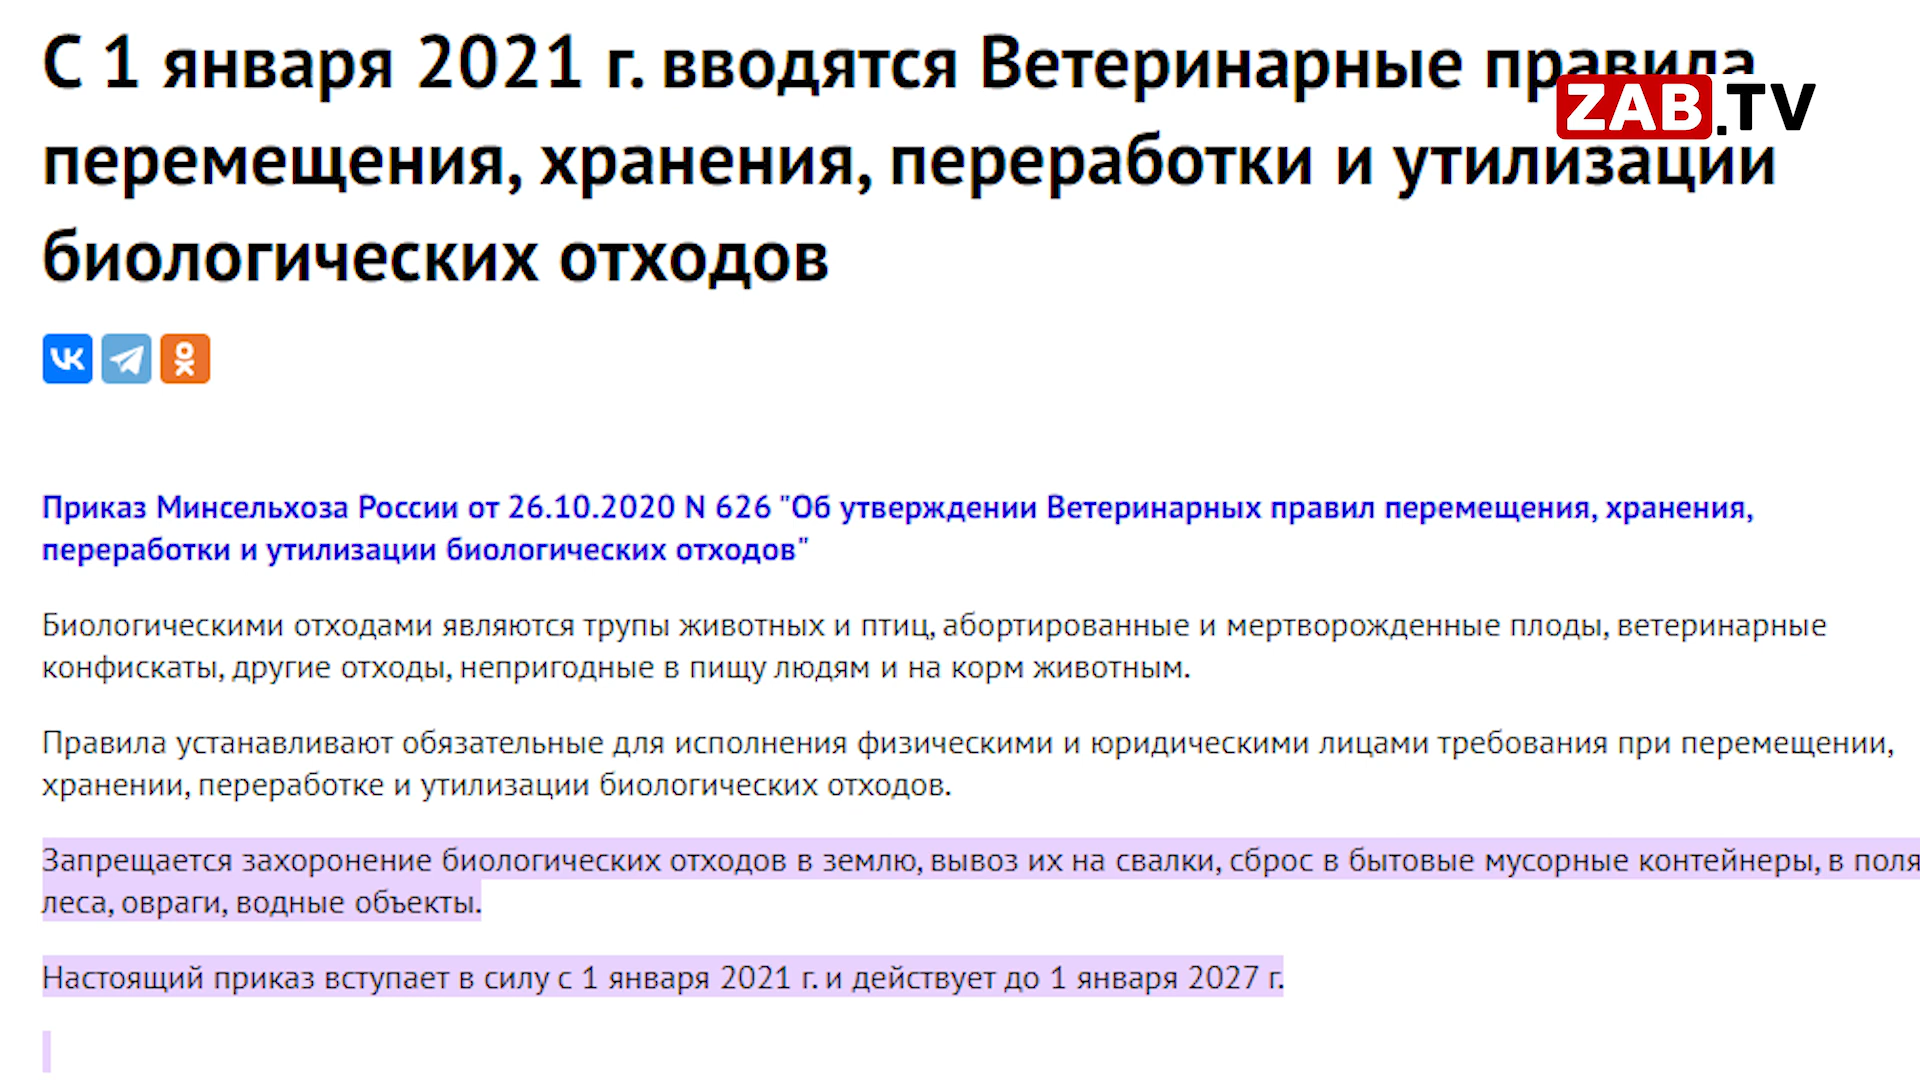 С 1 января 2021 г. вводятся Ветеринарные правила
ZAB.TV
перемещения, хранения, переработки и утилизации
биологических отходов
Приказ Минсельхоза России от 26.10.2020 N 626 "Об утверждении Ветеринарных правил перемещения, хранения,
переработки и утилизации биологических отходов"
Биологическими отходами являются трупы животных и птиц, абортированные и мертворожденные плоды, ветеринарные
конфискаты, другие отходы, непригодные в пищу людям и на корм животным.
Правила устанавливают обязательные для исполнения физическими и юридическими лицами требования при перемещении,
хранении, переработке и утилизации биологических отходов.
Запрещается захоронение биологических отходов в землю, вывоз их на свалки, сброс в бытовые мусорные контейнеры, в поля
леса, овраги, водные объекты.
Настоящий приказ вступает в силу с 1 января 2021 г. и действует до 1 января 2027 г.